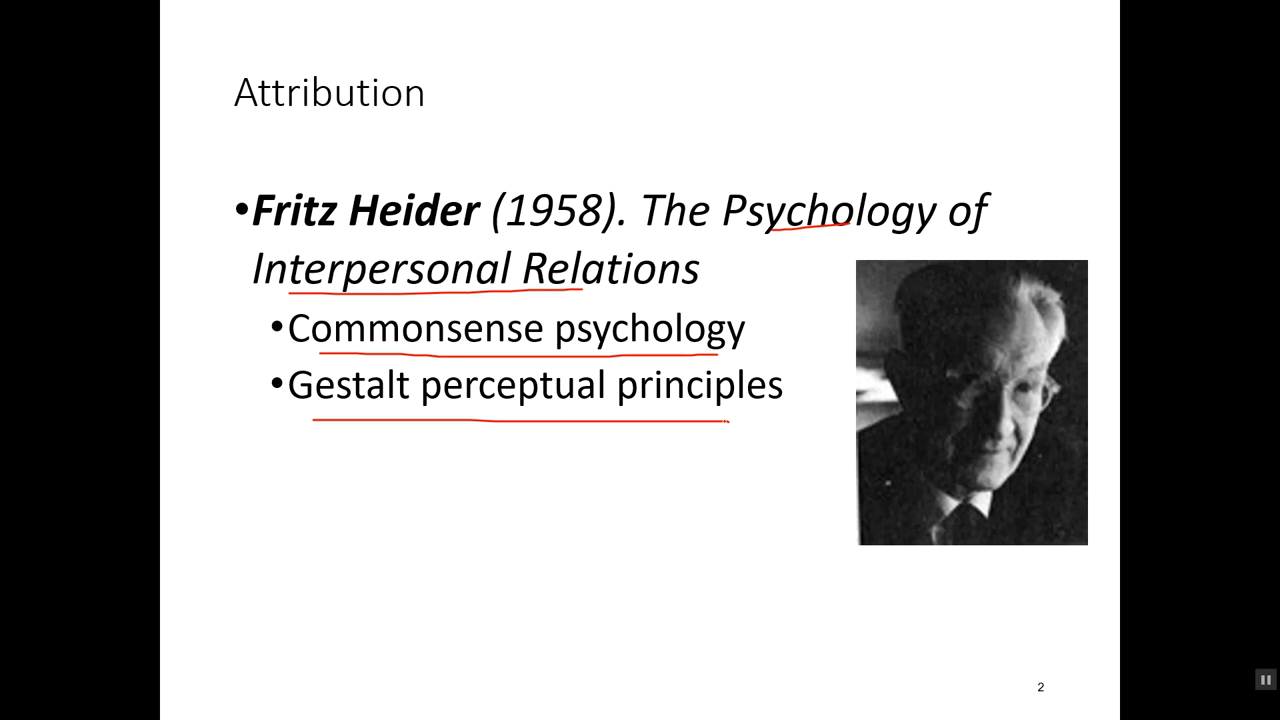 Attribution
•Fritz Heider (1958). The Psychology of
Interpersonal Relations
•Commonsense psychology
•Gestalt perceptual principles
2